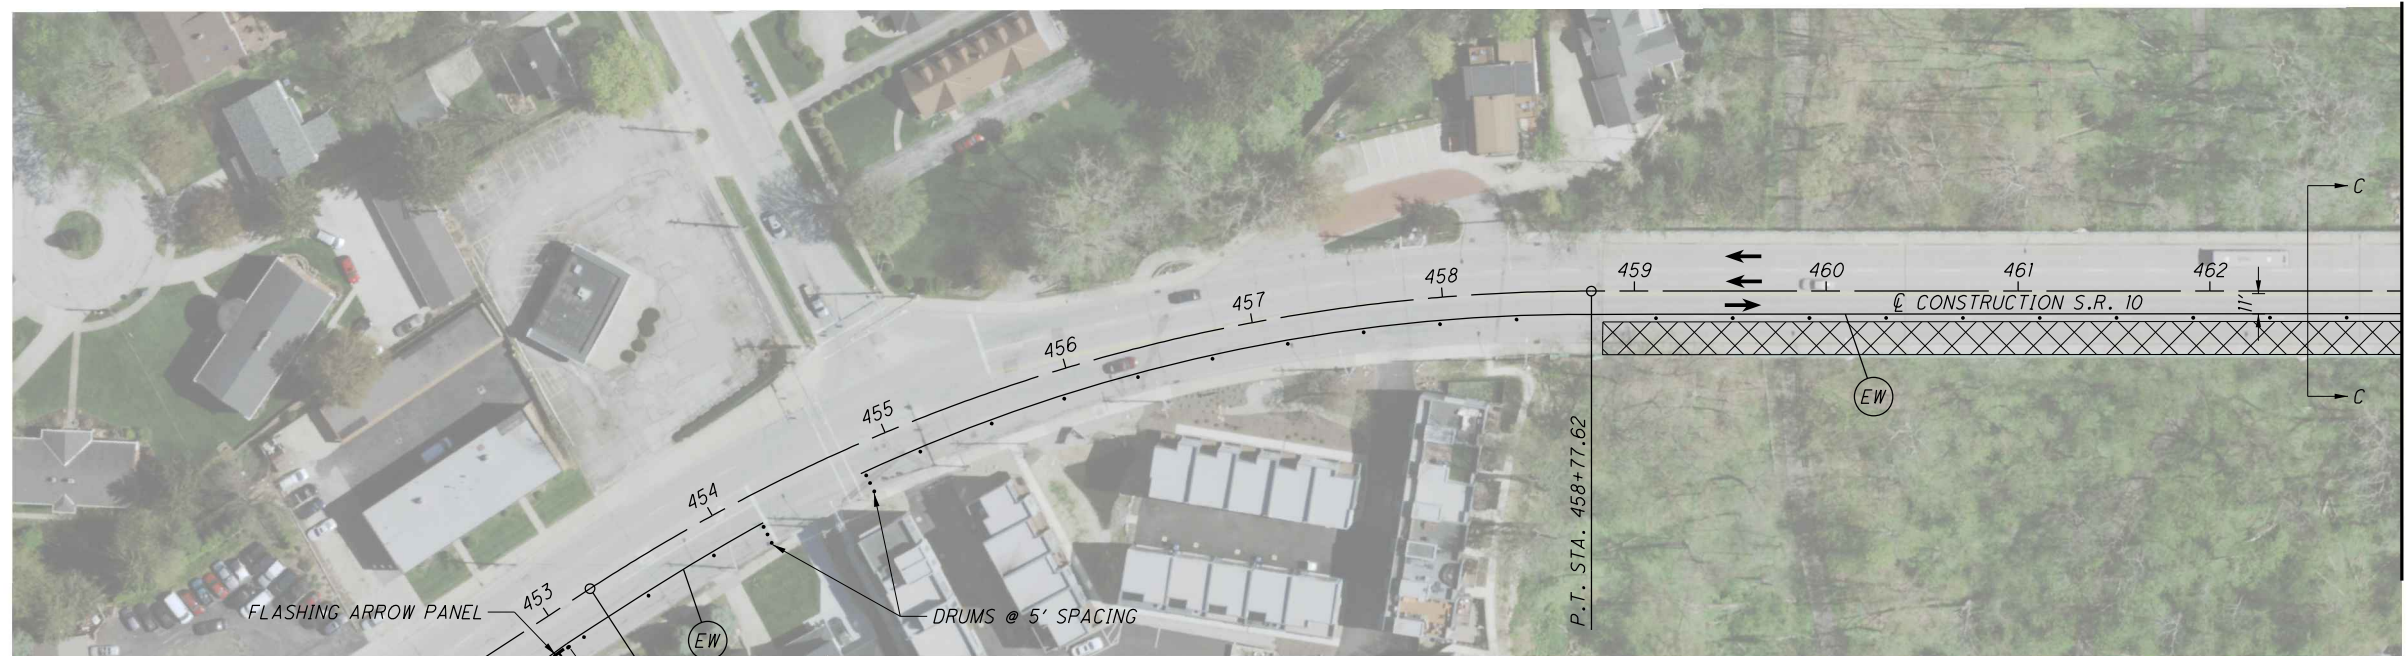 C
458
459
460
461
462
457
℄ CONSTRUCTION S.R. 10
11'
456
EW
C
455
P.T. STA. 458+77.62
454
453
FLASHING ARROW PANEL
DRUMS @ 5' SPACING
EW